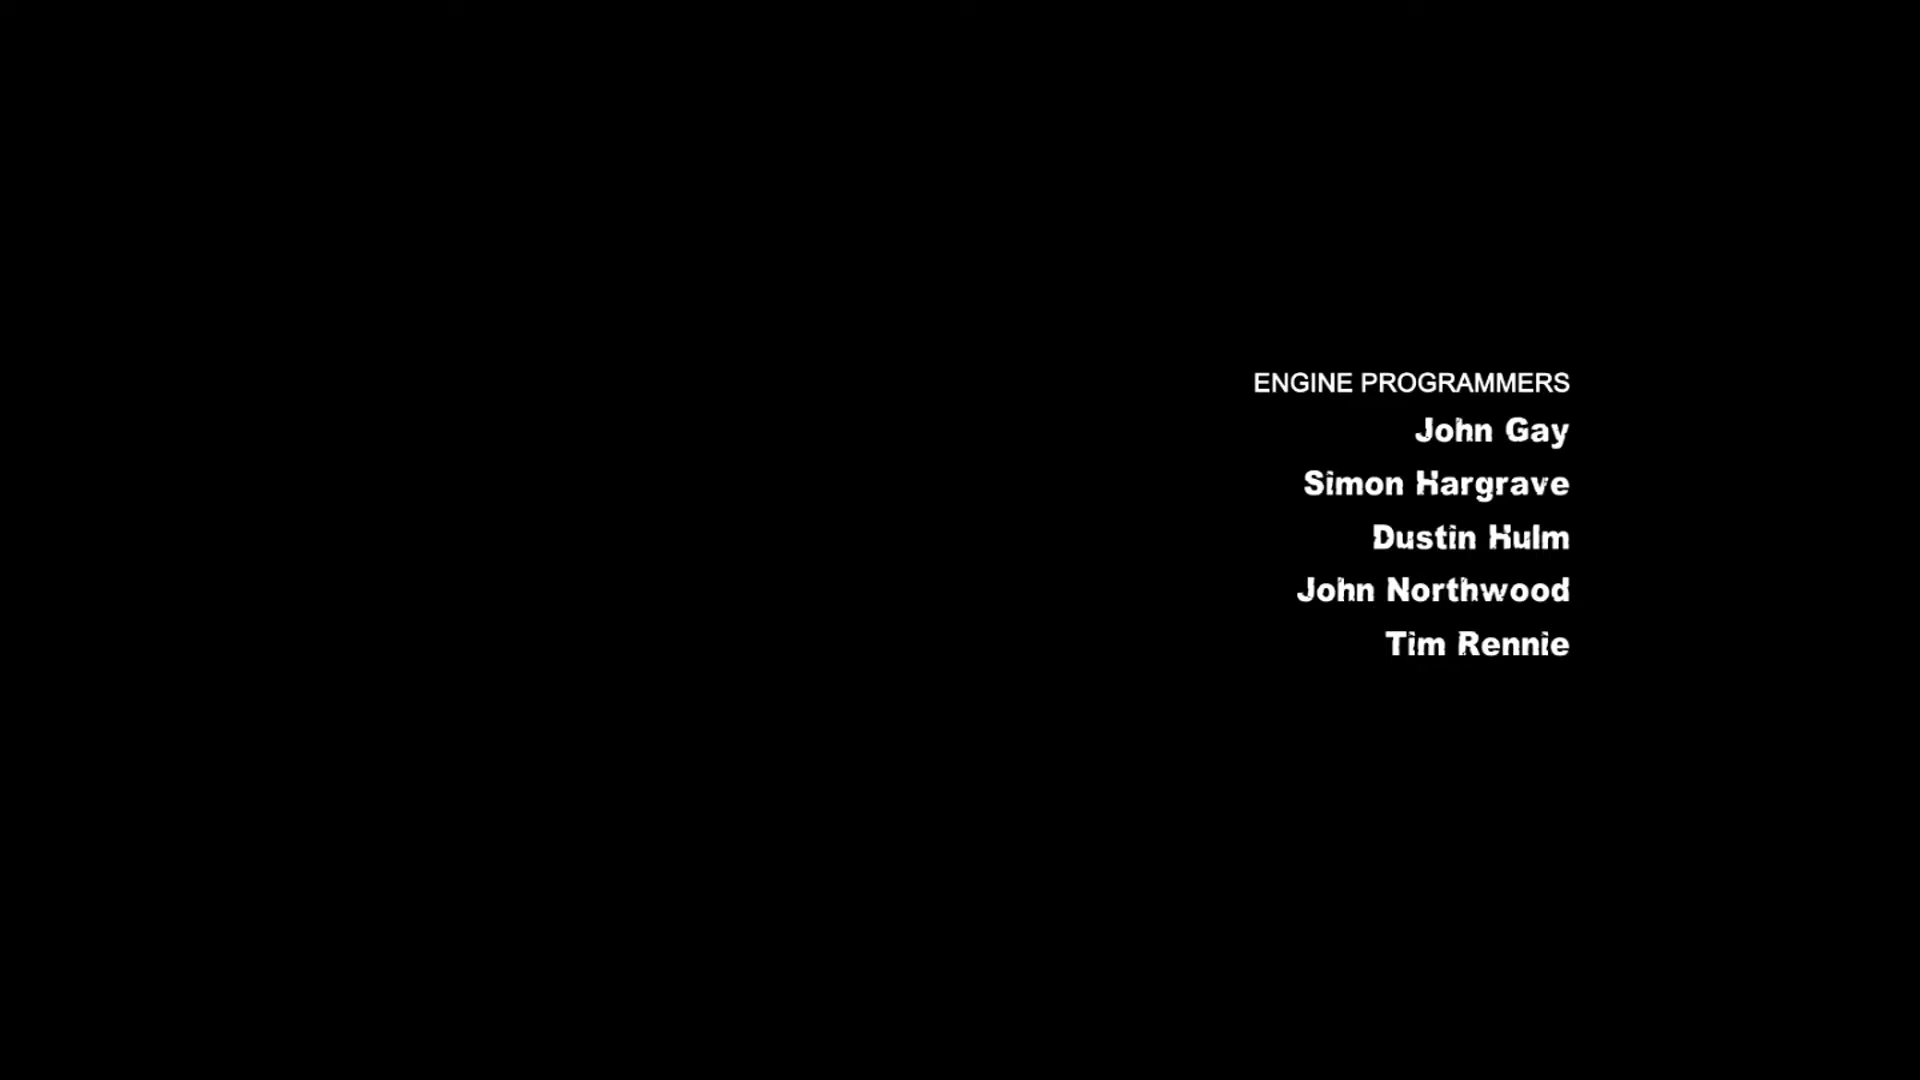 ENGINE PROGRAMMERS
John Gay
Simon Hargrave
Dustin Hulm
John Northwood
Tim Rennie